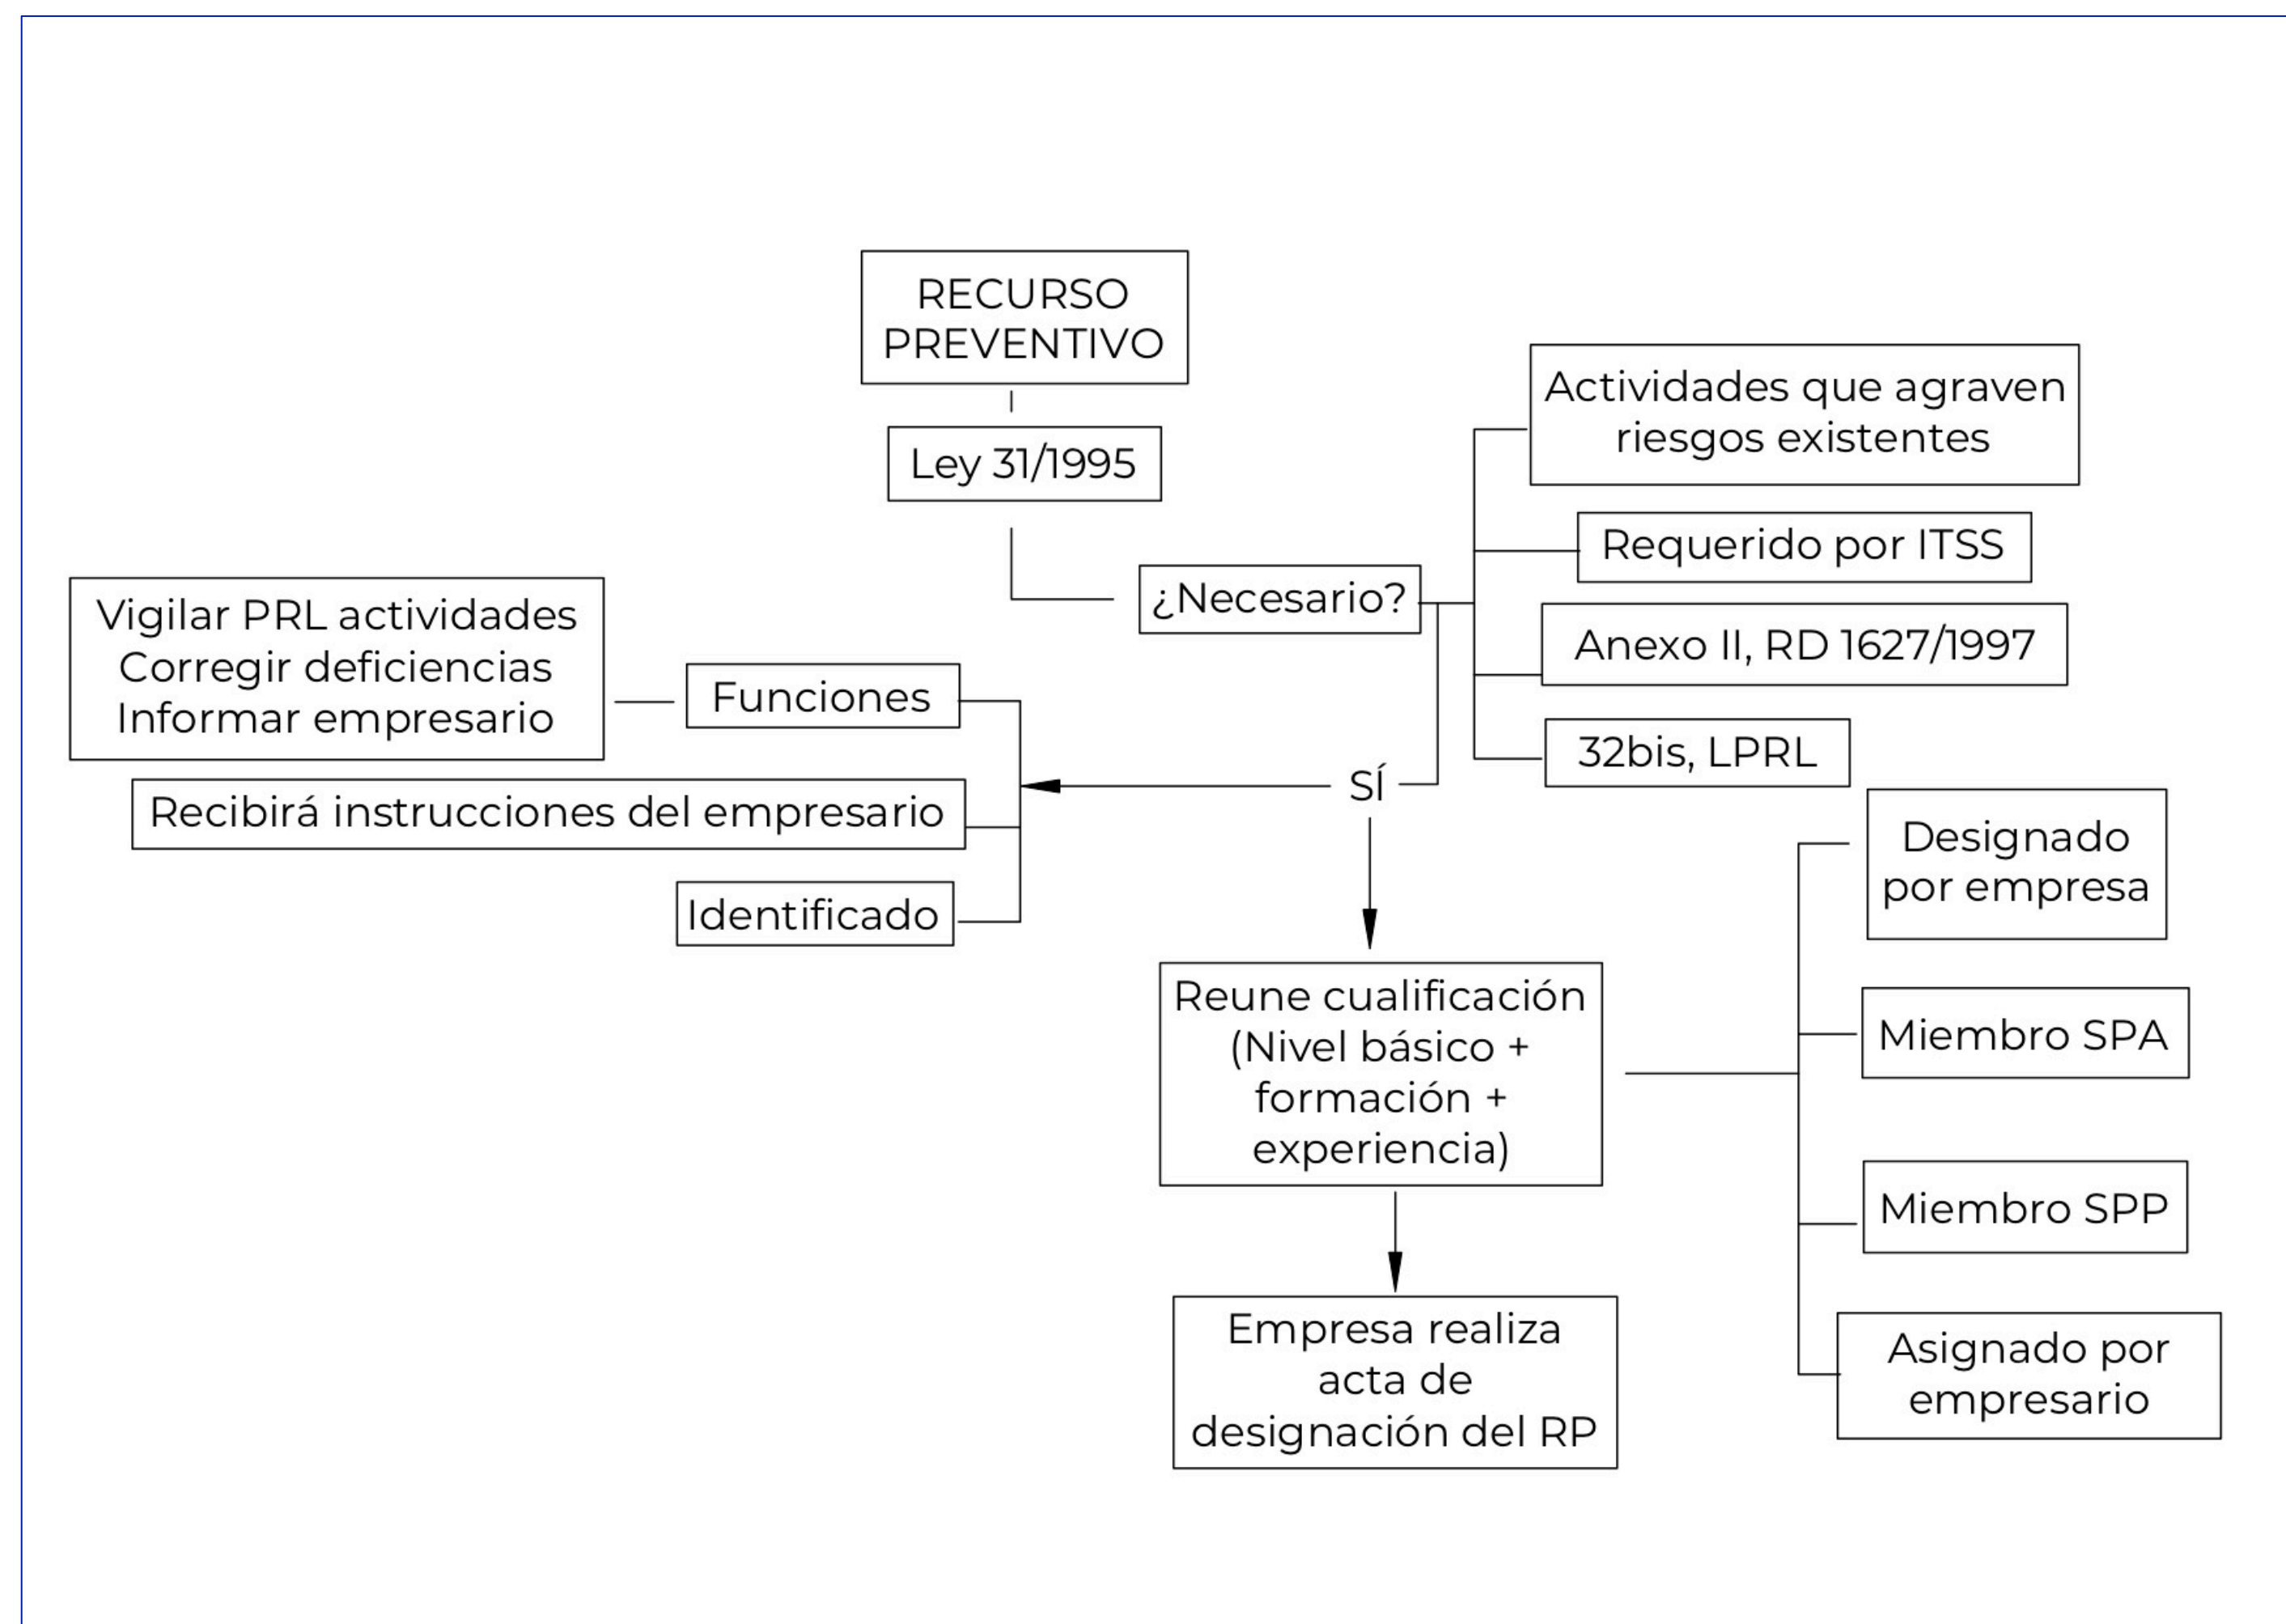 RECURSO
PREVENTIVO
Ley 31/1995
¿Necesario?
Actividades que agraven
riesgos existentes
Requerido por ITSS
Anexo II, RD 1627/1997
32bis, LPRL
SÍ
Funciones
Vigilar PRL actividades
Corregir deficiencias
Informar empresario
Recibirá instrucciones del empresario
Identificado
Reune cualificación
(Nivel básico +
formación +
experiencia)
Designado
por empresa
Miembro SPA
Miembro SPP
Asignado por
empresario
Empresa realiza
acta de
designación del RP